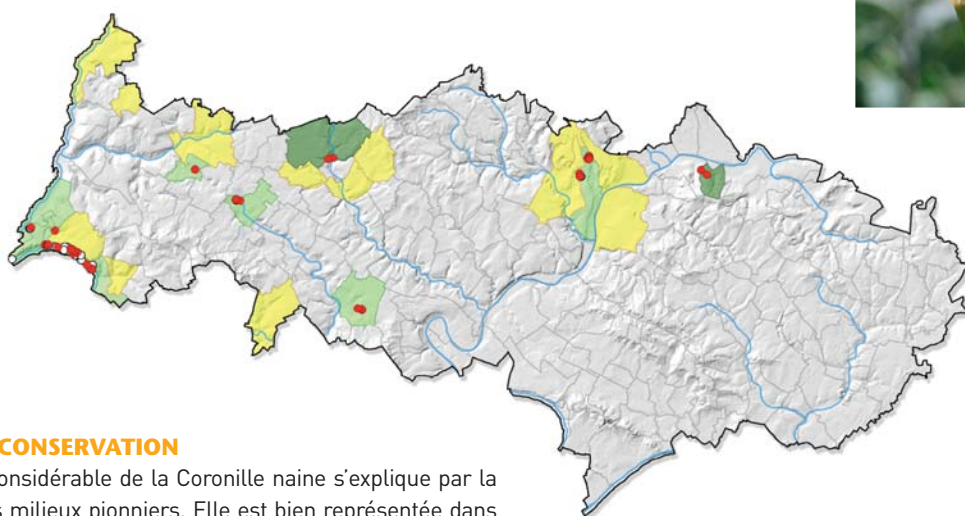 CONSERVATION
onsidérable de la Coronille naine s’explique par la
s milieux pionniers. Elle est bien représentée dans